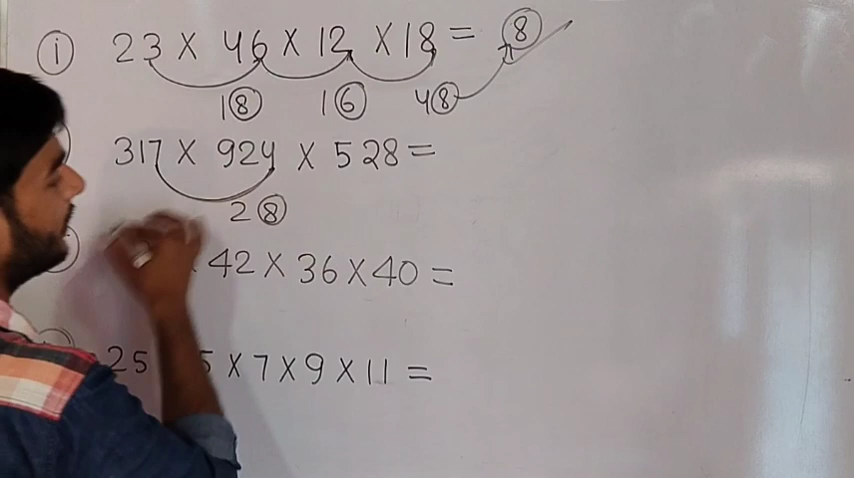 i 23 X 46 X 12 X 18 = 8
18 16 48
317 X 924 X 528 =
28
42 X 36 X 40 =
25 5 X 7 X 9 X 11 =